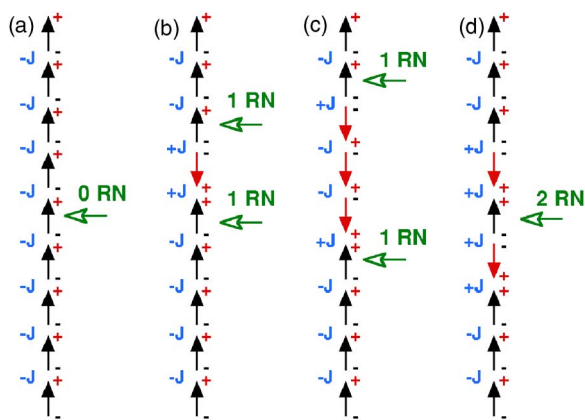 (a)
+
-
-J +
-
-J +
-
-J +
-
-J +
0 RN
-
-J +
-
-J +
-
-J +
-
-J +
-
(b)
+
-
-J +
-
-J +
1 RN
-
+J -
+
+J +
1 RN
-
-J +
-
-J +
-
-J +
-
-J +
-
(c)
+
-
-J +
1 RN
-
+J -
+
-J -
+
-J -
+
+J +
1 RN
-
-J +
-
-J +
-
-J +
-
(d)
+
-
-J +
-
-J +
-
+J -
+
+J +
2 RN
-
+J -
+
+J +
-
-J +
-
-J +
-